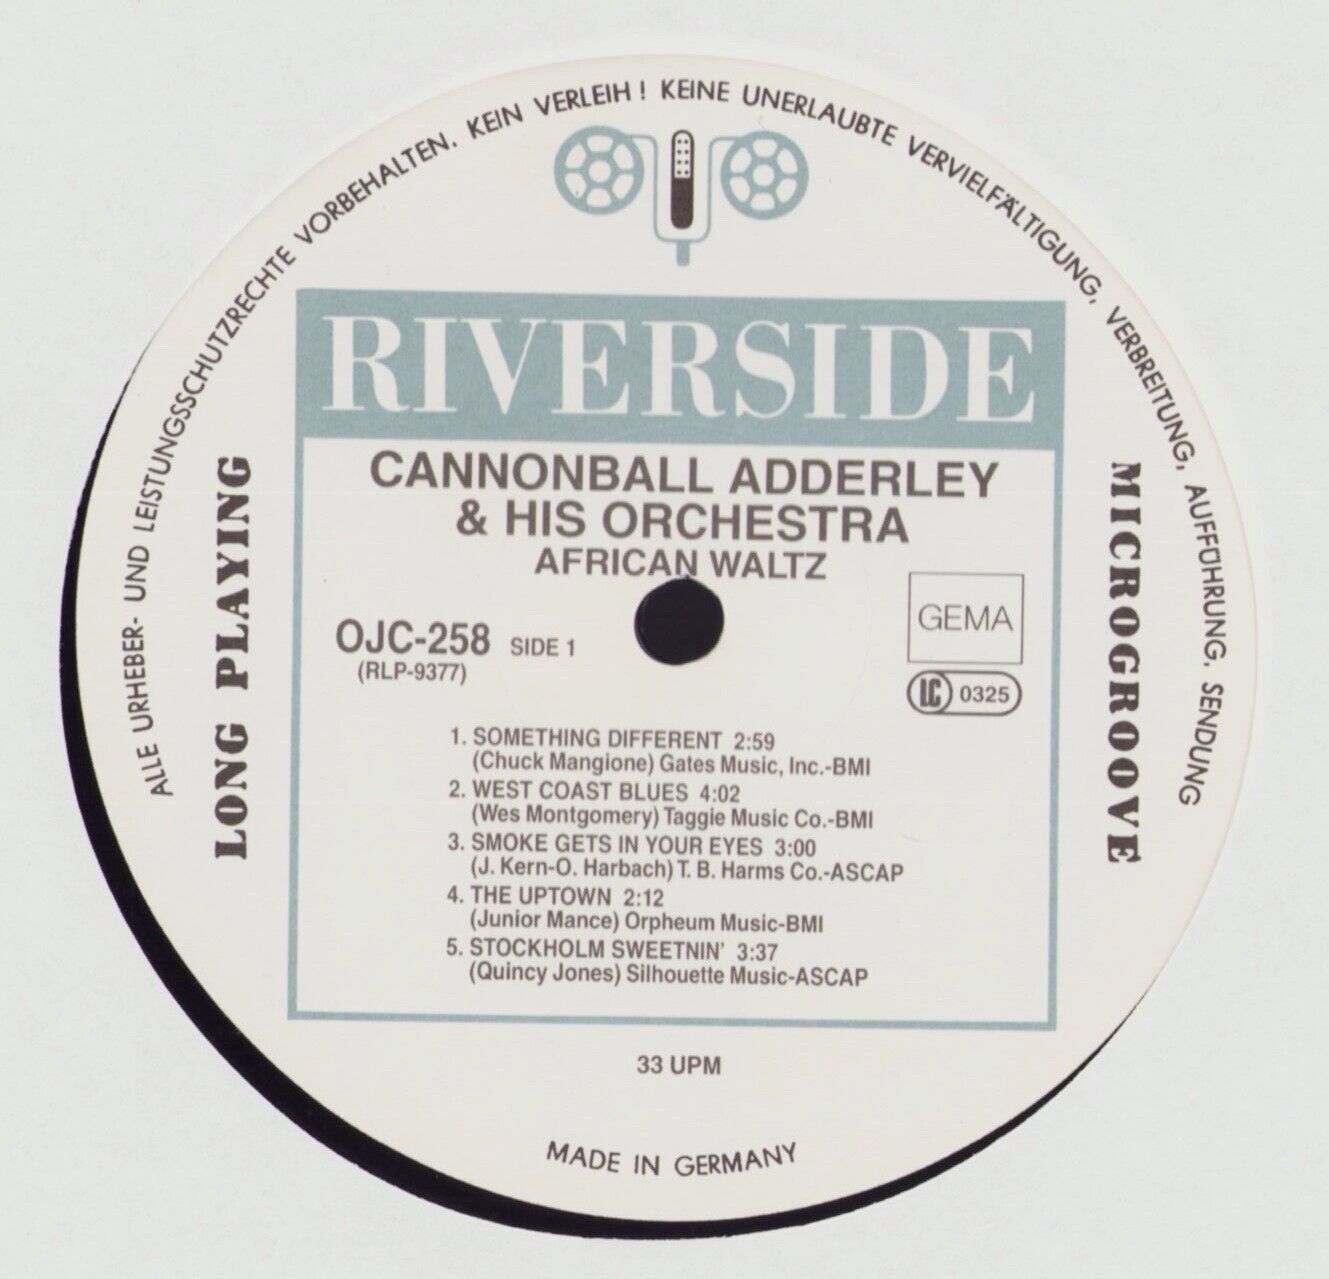 ALLE URHEBER- UND LEISTUNGSSCHUTZRECHTE VORBEHALTEN. KEIN VERLEIH! KEINE UNERLAUBTE VERVIELFÄLTIGUNG, VERBREITUNG, AUFFÜHRUNG, SENDUNG
RIVERSIDE
LONG PLAYING
MICROGROOVE
CANNONBALL ADDERLEY
& HIS ORCHESTRA
AFRICAN WALTZ
OJC-258 SIDE 1
(RLP-9377)
GEMA
LC 0325
1. SOMETHING DIFFERENT 2:59
(Chuck Mangione) Gates Music, Inc.-BMI
2. WEST COAST BLUES 4:02
(Wes Montgomery) Taggie Music Co.-BMI
3. SMOKE GETS IN YOUR EYES 3:00
(J. Kern-O. Harbach) T. B. Harms Co.-ASCAP
4. THE UPTOWN 2:12
(Junior Mance) Orpheum Music-BMI
5. STOCKHOLM SWEETNIN' 3:37
(Quincy Jones) Silhouette Music-ASCAP
33 UPM
MADE IN GERMANY